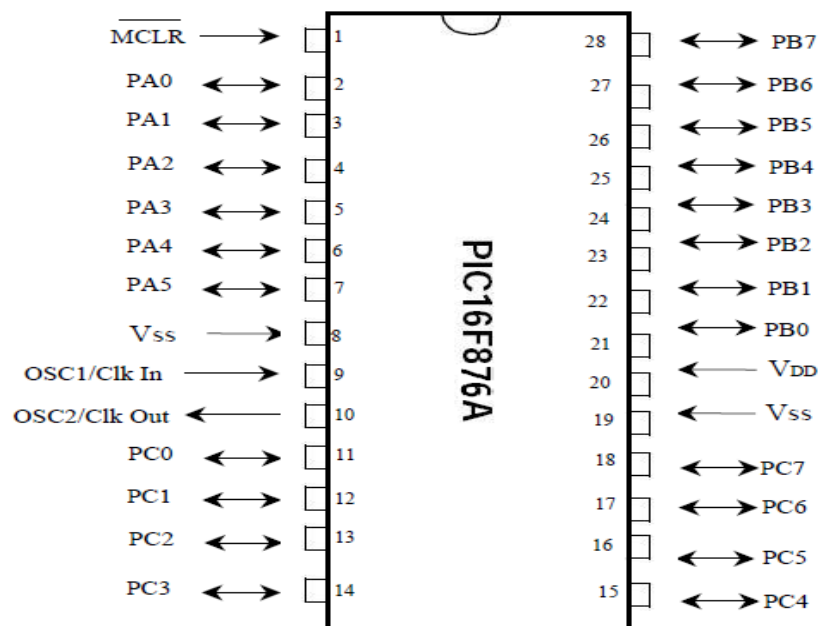 MCLR 1 28 PB7
PA0 2 27 PB6
PA1 3 26 PB5
PA2 4 25 PB4
PA3 5 24 PB3
PA4 6 23 PB2
PA5 7 22 PB1
Vss 8 21 PB0
OSC1/Clk In 9 20 VDD
OSC2/Clk Out 10 19 Vss
PC0 11 18 PC7
PC1 12 17 PC6
PC2 13 16 PC5
PC3 14 15 PC4
PIC16F876A